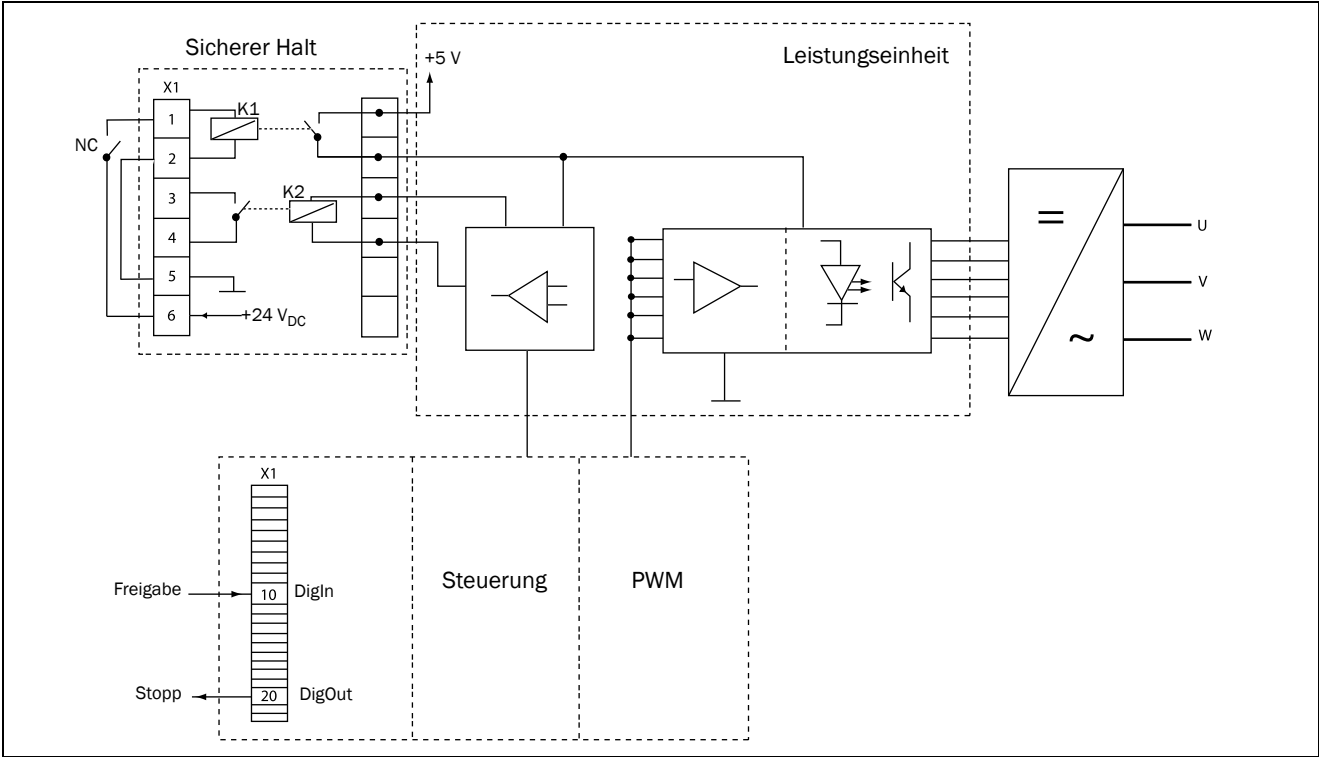 Sicherer Halt
Leistungseinheit
+5 V
X1
K1
1
NC
2
3
K2
4
5
6
+24 VDC
=
~
U
V
W
X1
Freigabe
10
DigIn
Steuerung
PWM
Stopp
20
DigOut